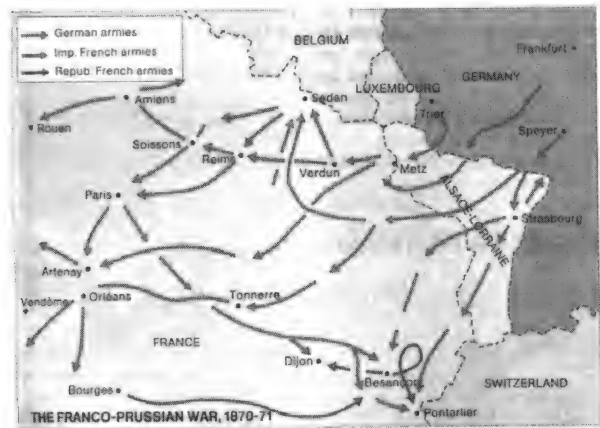 German armies
Imp. French armies
Repub. French armies
BELGIUM
Frankfurt
LUXEMBOURG
GERMANY
Sedan
Amiens
Trier
Rouen
Speyer
Soissons
Reims
Verdun
Metz
Paris
ALSACE-LORRAINE
Strasbourg
Artenay
Vendôme
Orléans
Tonnerre
FRANCE
Dijon
Besançon
SWITZERLAND
Bourges
Pontarlier
THE FRANCO-PRUSSIAN WAR, 1870-71